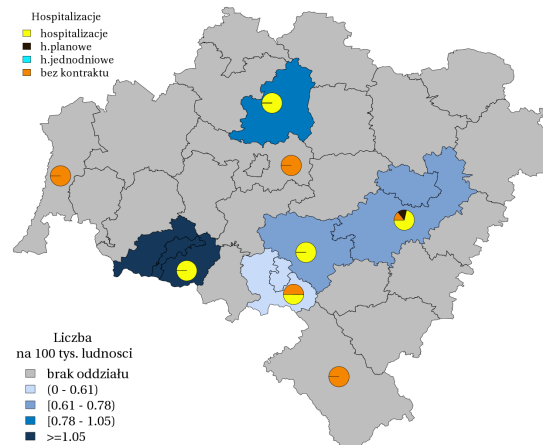 Hospitalizacje
hospitalizacje
h.planowe
h.jednodniowe
bez kontraktu
Liczba
na 100 tys. ludnosci
brak oddziału
(0 - 0.61)
[0.61 - 0.78)
[0.78 - 1.05)
>=1.05